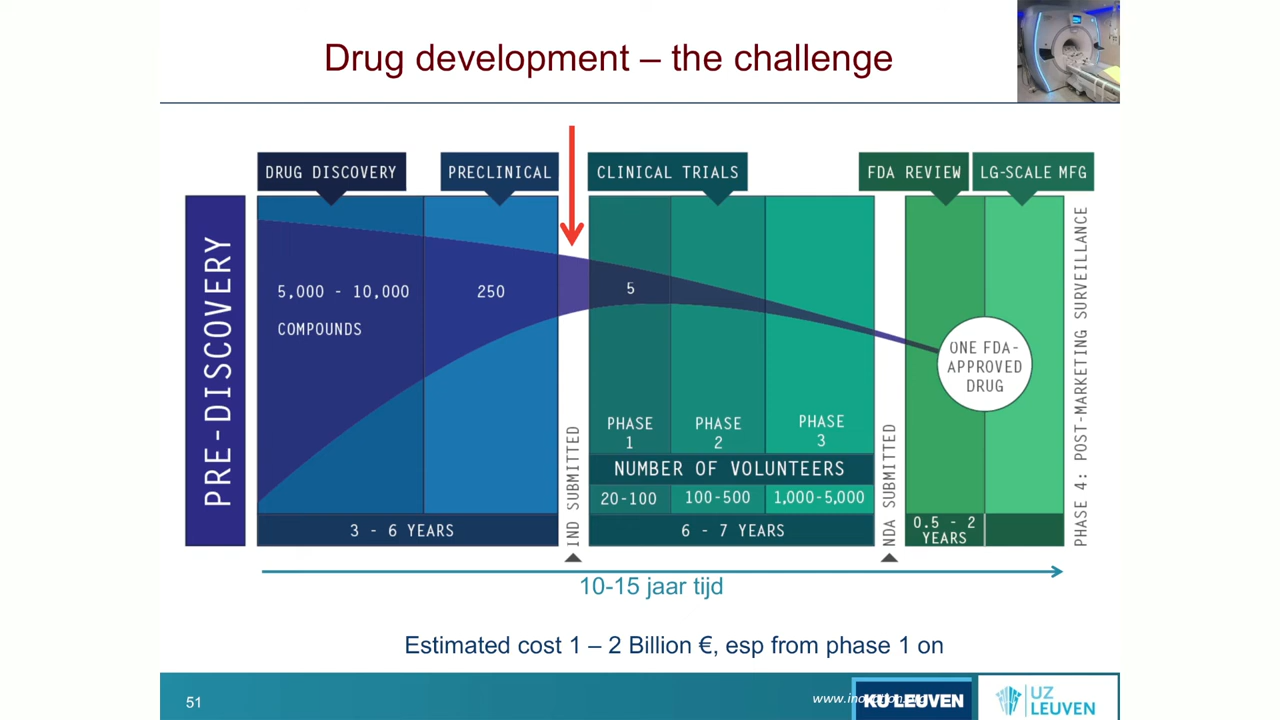 Drug development – the challenge
DRUG DISCOVERY
PRECLINICAL
CLINICAL TRIALS
FDA REVIEW
LG-SCALE MFG
PRE-DISCOVERY
5,000 - 10,000
COMPOUNDS
250
5
ONE FDA-
APPROVED
DRUG
PHASE
1
PHASE
2
PHASE
3
NUMBER OF VOLUNTEERS
20-100
100-500
1,000-5,000
3 - 6 YEARS
IND SUBMITTED
6 - 7 YEARS
NDA SUBMITTED
0.5 - 2
YEARS
PHASE 4: POST-MARKETING SURVEILLANCE
10-15 jaar tijd
Estimated cost 1 – 2 Billion €, esp from phase 1 on
51
KU LEUVEN
UZ
LEUVEN